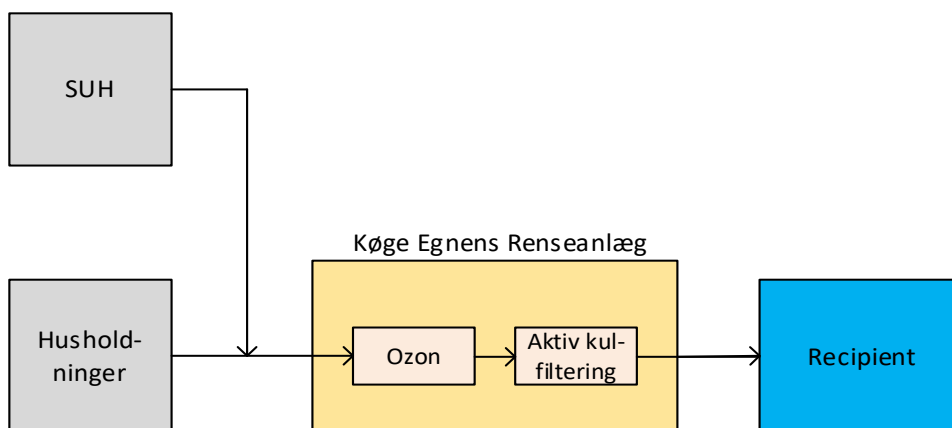 SUH
Køge Egnens Renseanlæg
Hushold-
ninger
Ozon
Aktiv kul-
filtering
Recipient